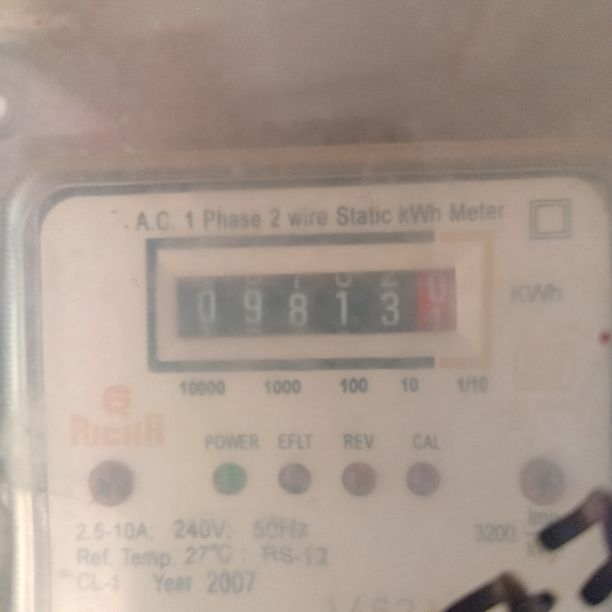 A.C. 1 Phase 2 wire Static kWh Meter
0 9 8 1 3
KWh
10000 1000 100 10 1/10
RISHA
POWER EFLT REV CAL
2.5-10A; 240V; 50Hz
3200
Ref. Temp. 27°C : RS-12
CL-1 Year 2007